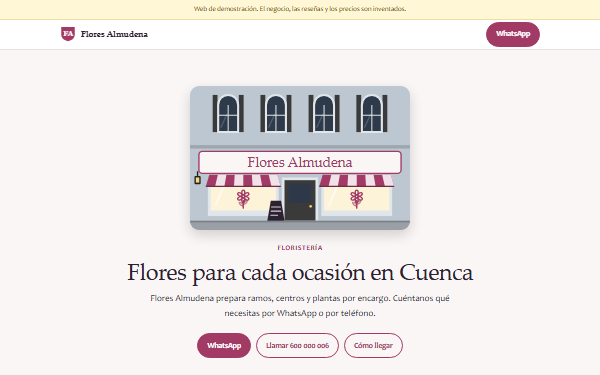 Web de demostración. El negocio, las reseñas y los precios son inventados.
FA Flores Almudena
WhatsApp
Flores Almudena
FLORISTERÍA
Flores para cada ocasión en Cuenca
Flores Almudena prepara ramos, centros y plantas por encargo. Cuéntanos qué
necesitas por WhatsApp o por teléfono.
WhatsApp
Llamar 600 000 006
Cómo llegar